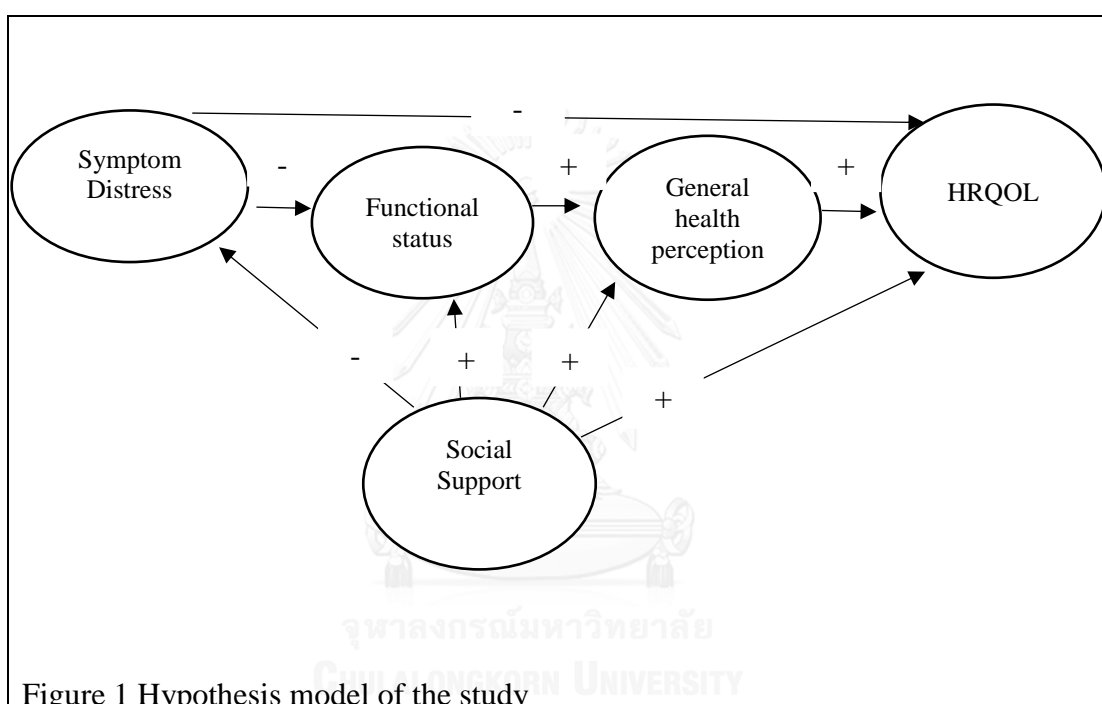 -
Symptom
Distress
-
Functional
status
+
General
health
perception
+
HRQOL
-
+
+
+
Social
Support
จุฬาลงกรณ์มหาวิทยาลัย
CHULALONGKORN UNIVERSITY
Figure 1 Hypothesis model of the study